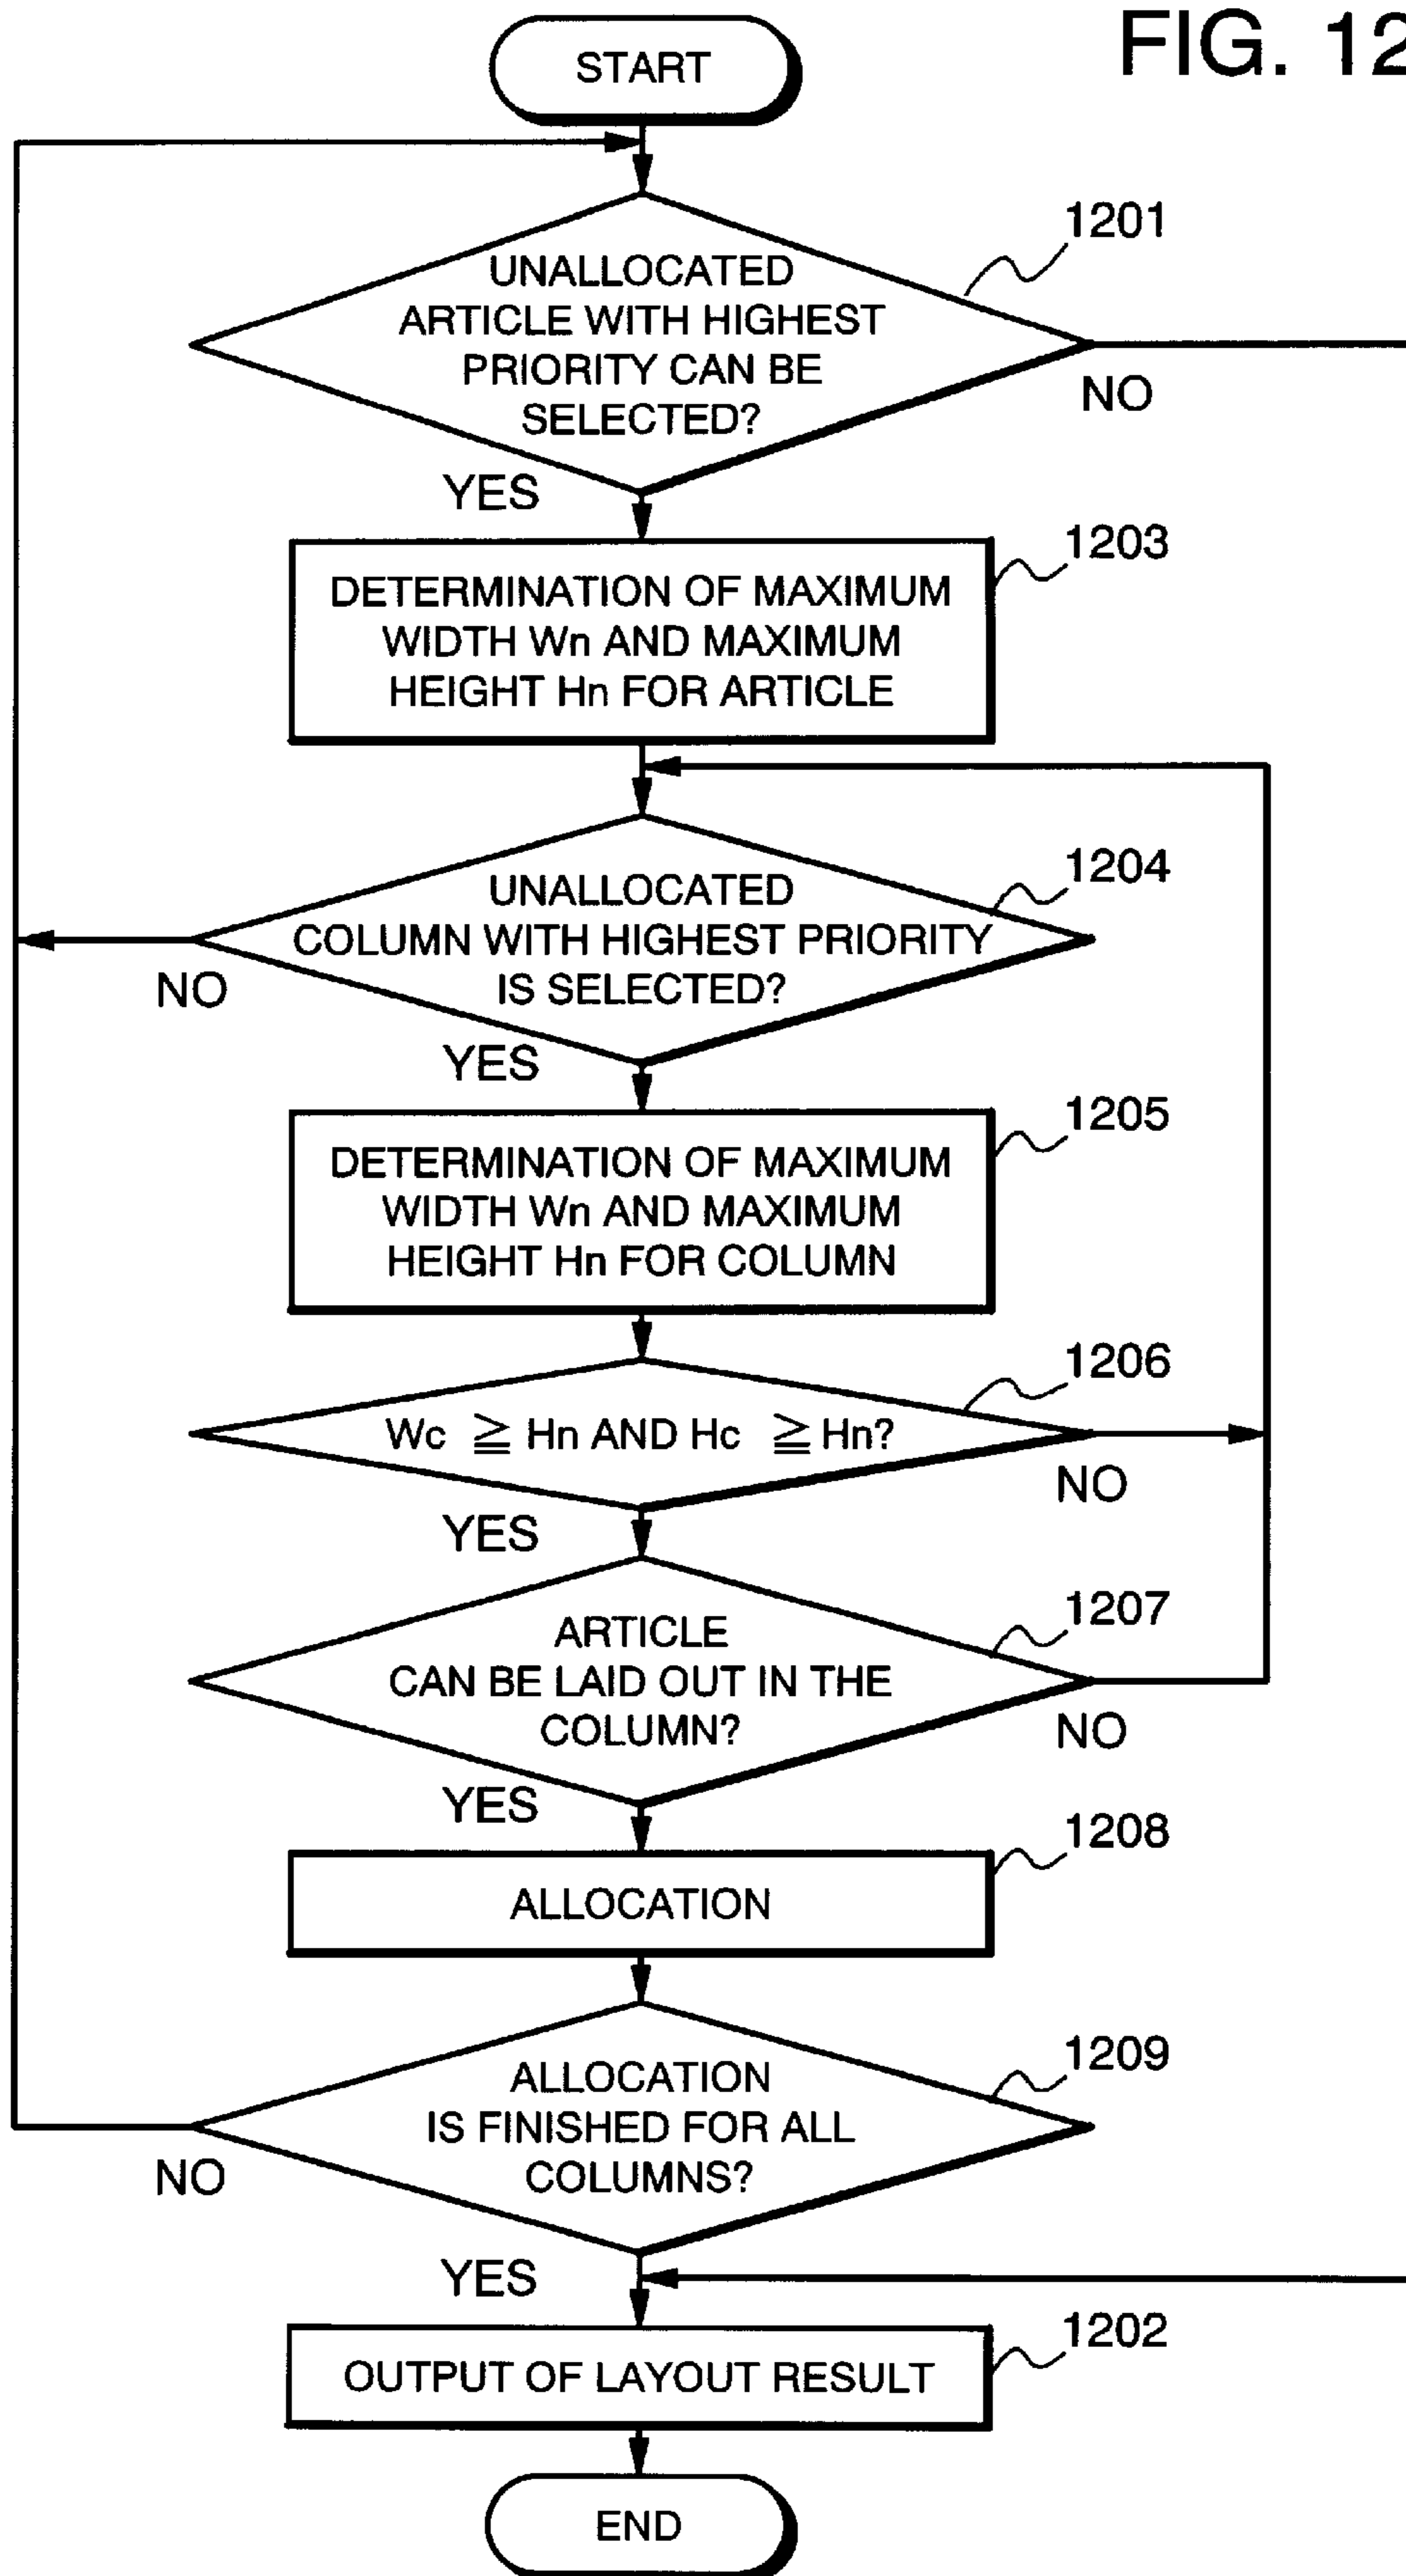 FIG. 12
START
1201
UNALLOCATED
ARTICLE WITH HIGHEST
PRIORITY CAN BE
SELECTED?
NO
YES
1203
DETERMINATION OF MAXIMUM
WIDTH Wn AND MAXIMUM
HEIGHT Hn FOR ARTICLE
1204
UNALLOCATED
COLUMN WITH HIGHEST PRIORITY
IS SELECTED?
NO
YES
1205
DETERMINATION OF MAXIMUM
WIDTH Wn AND MAXIMUM
HEIGHT Hn FOR COLUMN
1206
Wc ≧ Hn AND Hc ≧ Hn?
NO
YES
1207
ARTICLE
CAN BE LAID OUT IN THE
COLUMN?
NO
YES
1208
ALLOCATION
1209
ALLOCATION
IS FINISHED FOR ALL
COLUMNS?
NO
YES
1202
OUTPUT OF LAYOUT RESULT
END